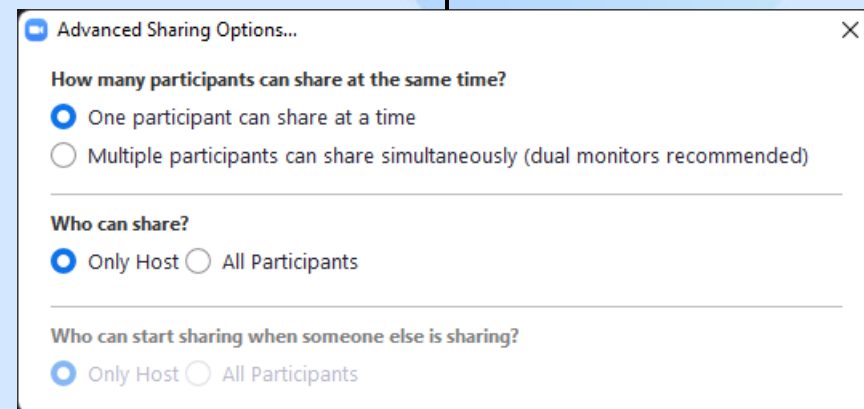 Advanced Sharing Options...
How many participants can share at the same time?
One participant can share at a time
Multiple participants can share simultaneously (dual monitors recommended)
Who can share?
Only Host All Participants
Who can start sharing when someone else is sharing?
Only Host All Participants